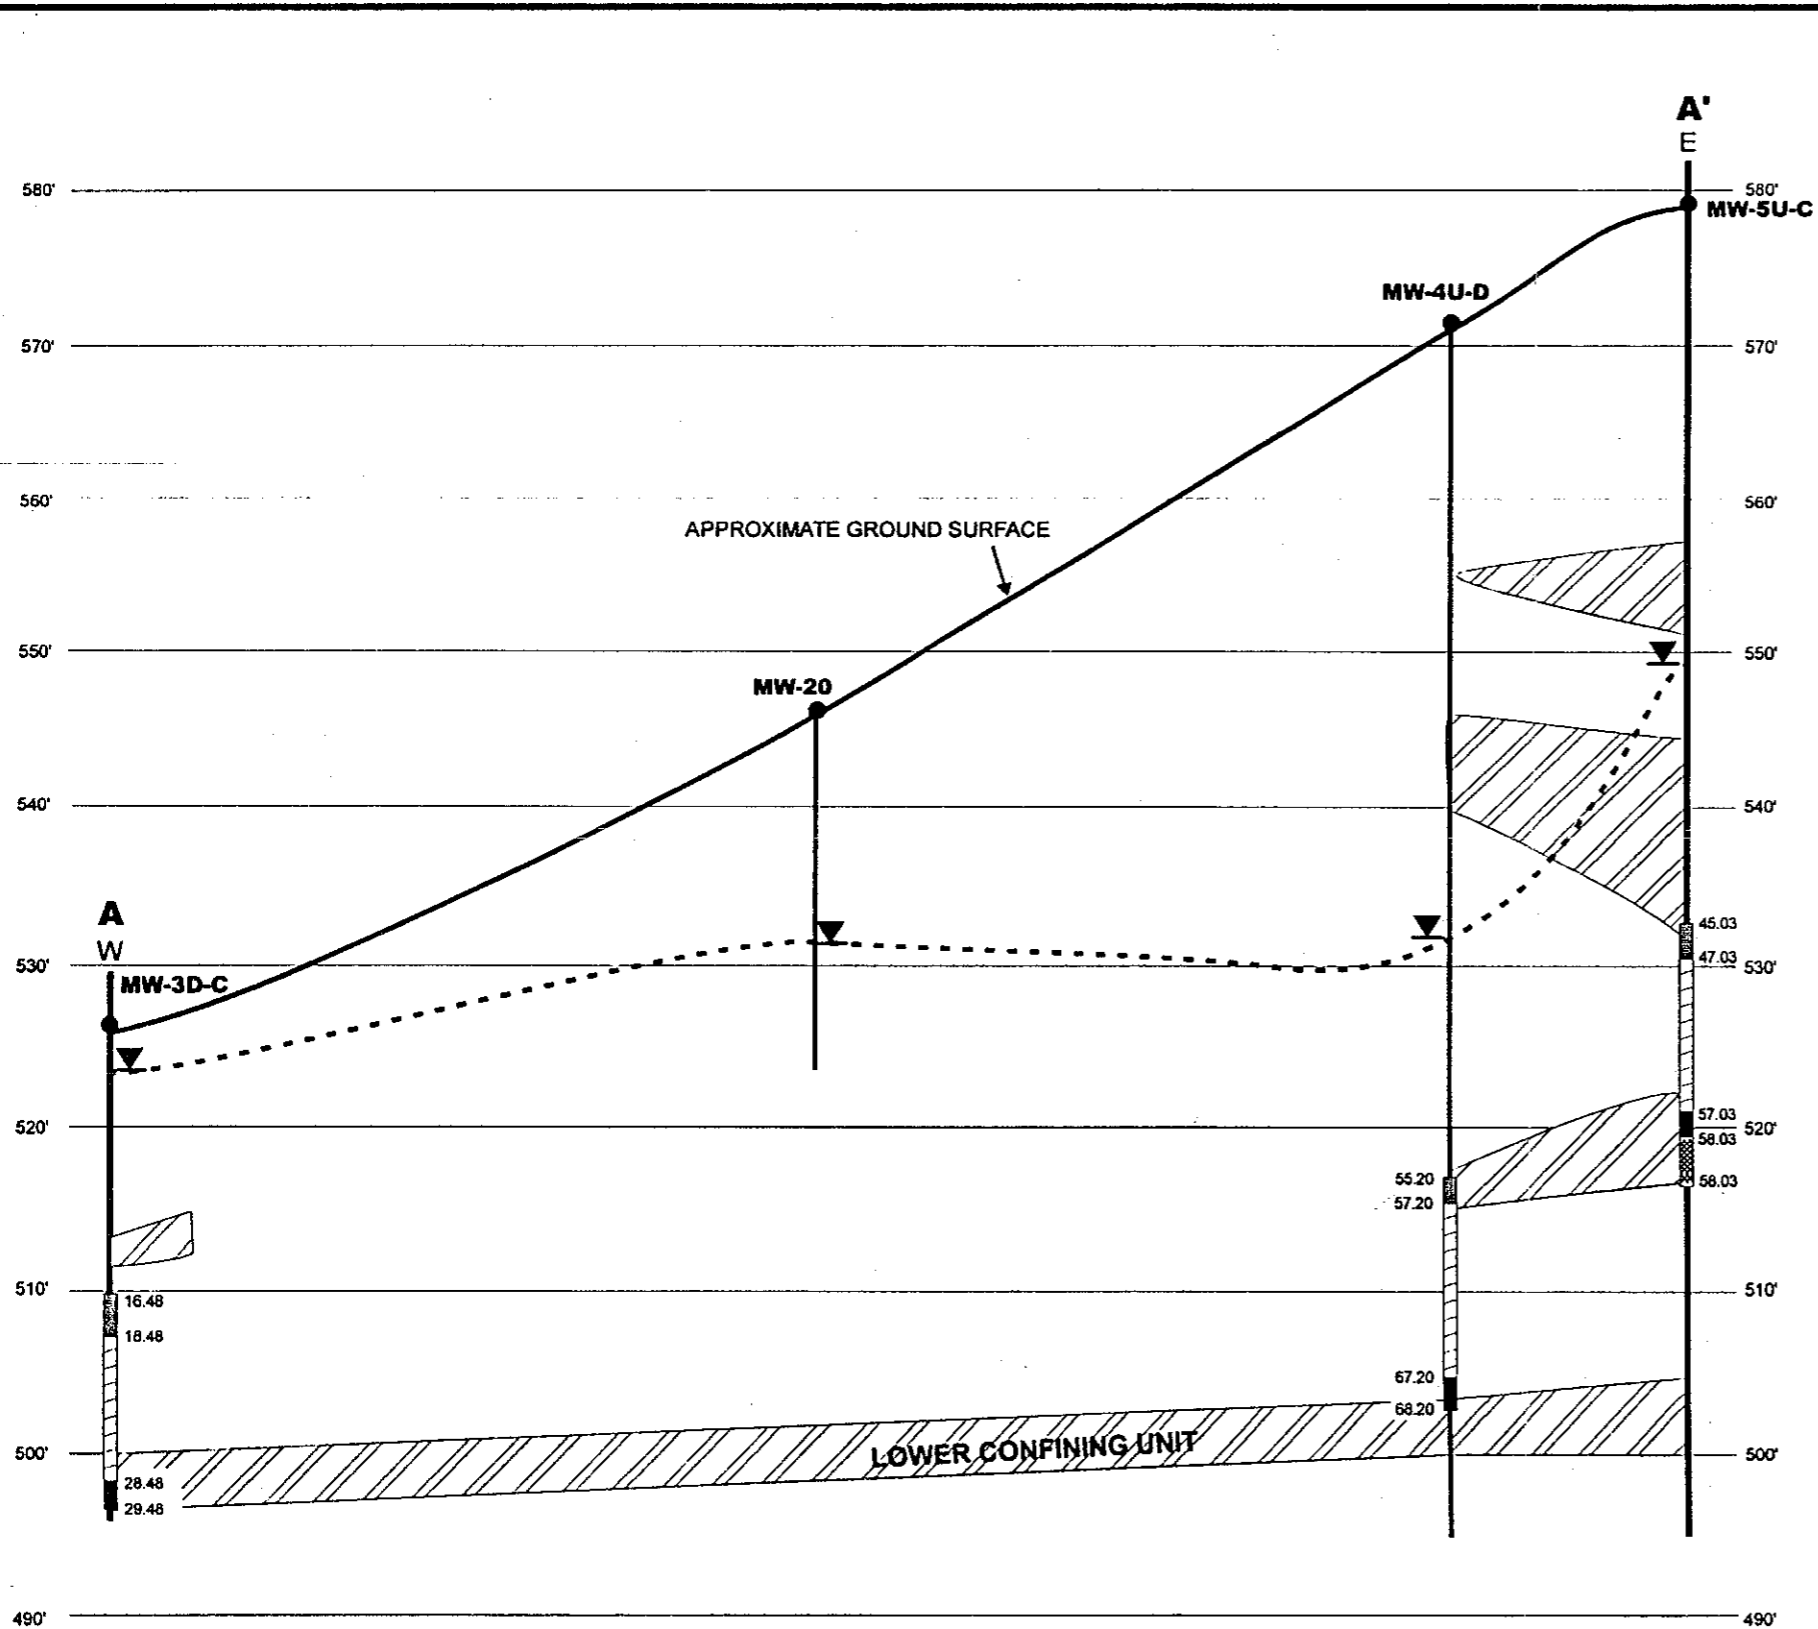 A'
E
580' 580'
MW-5U-C
MW-4U-D
570' 570'
560' 560'
APPROXIMATE GROUND SURFACE
550' 550'
MW-20
540' 540'
A
W
45.03
47.03
530' 530'
MW-3D-C
57.03
520' 520'
58.03
55.20
58.03
57.20
510' 510'
16.48
18.48
67.20
68.20
LOWER CONFINING UNIT
500' 500'
28.48
29.48
490' 490'